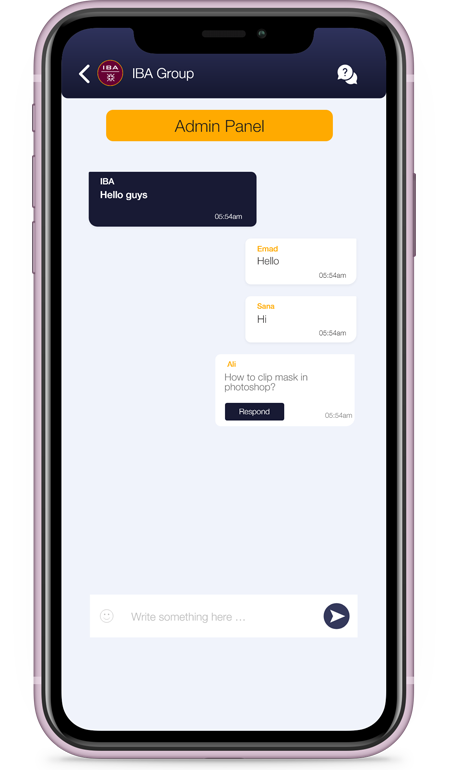 IBA
IBA Group
?
Admin Panel
IBA
Hello guys
05:54am
Emad
Hello
05:54am
Sana
Hi
05:54am
Ali
How to clip mask in
photoshop?
Respond
05:54am
Write something here ...